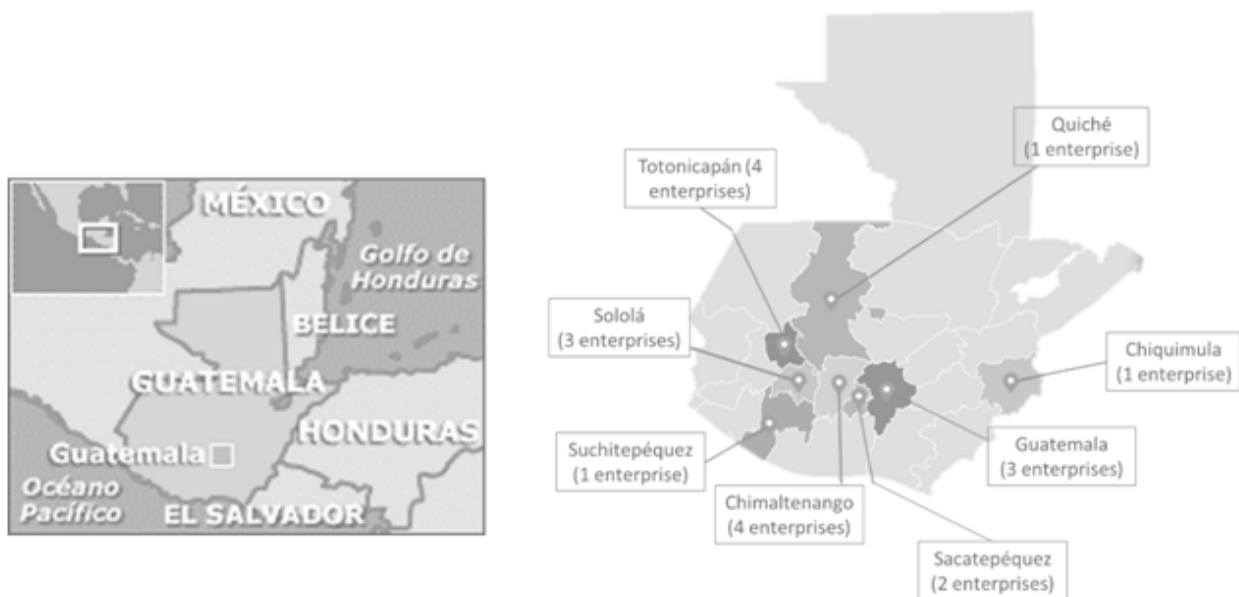 MÉXICO
Golfo de
Honduras
BELICE
GUATEMALA
HONDURAS
Guatemala
Océano
Pacífico
EL SALVADOR
Quiché
(1 enterprise)
Totonicapán (4
enterprises)
Sololá
(3 enterprises)
Chiquimula
(1 enterprise)
Suchitepéquez
(1 enterprise)
Guatemala
(3 enterprises)
Chimaltenango
(4 enterprises)
Sacatepéquez
(2 enterprises)